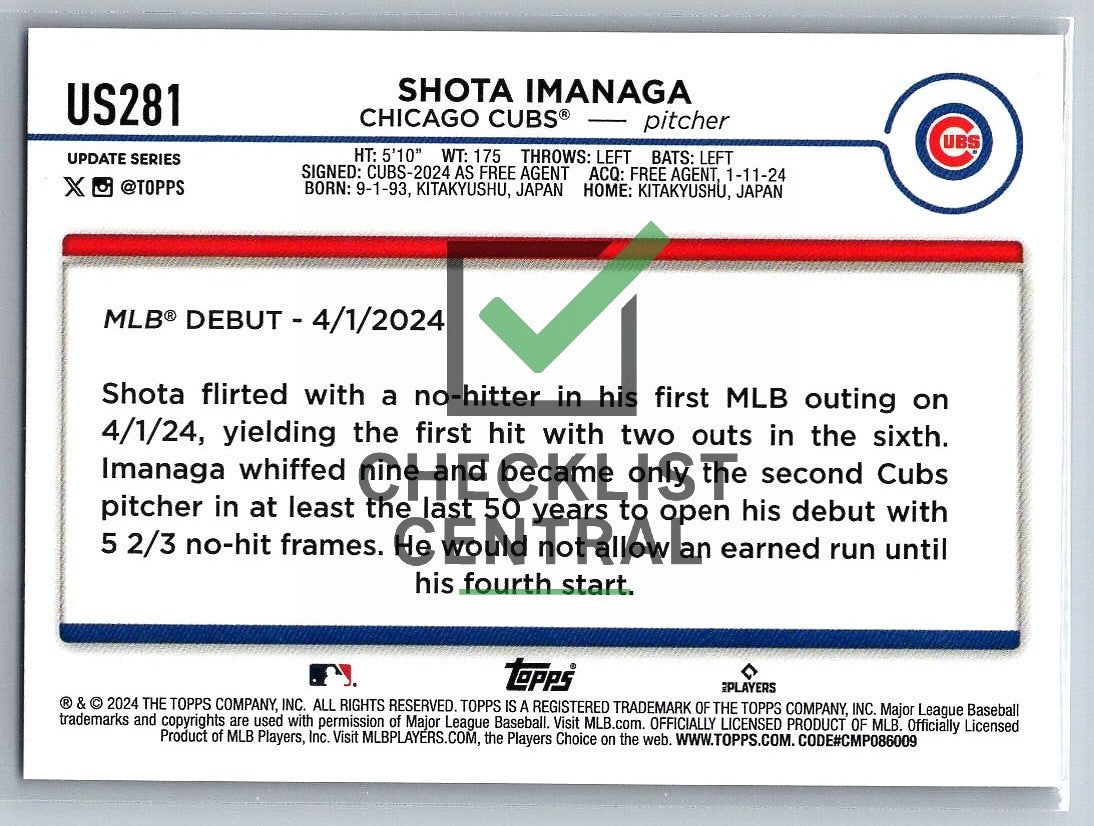 US281
SHOTA IMANAGA
CHICAGO CUBS® — pitcher
CUBS
UPDATE SERIES
@TOPPS
HT: 5'10" WT: 175 THROWS: LEFT BATS: LEFT
SIGNED: CUBS-2024 AS FREE AGENT ACQ: FREE AGENT, 1-11-24
BORN: 9-1-93, KITAKYUSHU, JAPAN HOME: KITAKYUSHU, JAPAN
MLB® DEBUT - 4/1/2024
Shota flirted with a no-hitter in his first MLB outing on
4/1/24, yielding the first hit with two outs in the sixth.
Imanaga whiffed nine and became only the second Cubs
pitcher in at least the last 50 years to open his debut with
5 2/3 no-hit frames. He would not allow an earned run until
his fourth start.
CHECKLIST
CENTRAL
topps®
MLB PLAYERS
® & © 2024 THE TOPPS COMPANY, INC. ALL RIGHTS RESERVED. TOPPS IS A REGISTERED TRADEMARK OF THE TOPPS COMPANY, INC. Major League Baseball
trademarks and copyrights are used with permission of Major League Baseball. Visit MLB.com. OFFICIALLY LICENSED PRODUCT OF MLB. Officially Licensed
Product of MLB Players, Inc. Visit MLBPLAYERS.COM, the Players Choice on the web. WWW.TOPPS.COM. CODE#CMP086009